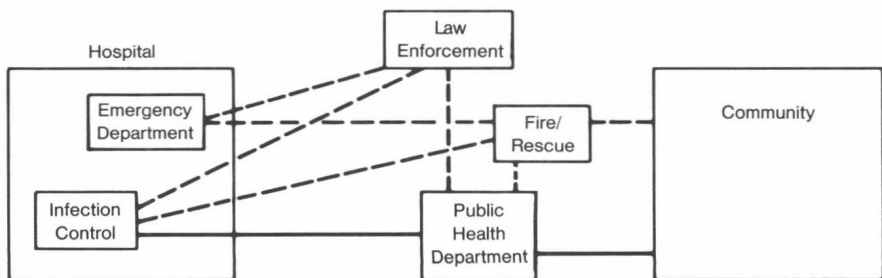 Law
Enforcement
Hospital
Emergency
Department
Fire/
Rescue
Community
Infection
Control
Public
Health
Department